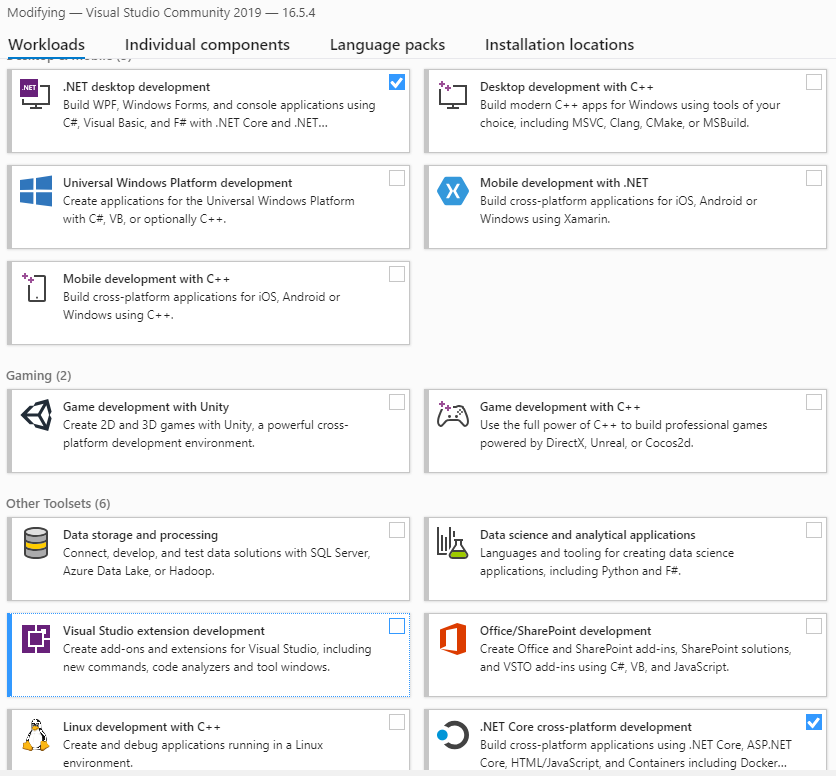 Modifying — Visual Studio Community 2019 — 16.5.4
Workloads
Individual components
Language packs
Installation locations
Desktop & Mobile (5)
.NET
.NET desktop development
Build WPF, Windows Forms, and console applications using
C#, Visual Basic, and F# with .NET Core and .NET...
Desktop development with C++
Build modern C++ apps for Windows using tools of your
choice, including MSVC, Clang, CMake, or MSBuild.
Universal Windows Platform development
Create applications for the Universal Windows Platform
with C#, VB, or optionally C++.
Mobile development with .NET
Build cross-platform applications for iOS, Android or
Windows using Xamarin.
Mobile development with C++
Build cross-platform applications for iOS, Android or
Windows using C++.
Gaming (2)
Game development with Unity
Create 2D and 3D games with Unity, a powerful cross-
platform development environment.
Game development with C++
Use the full power of C++ to build professional games
powered by DirectX, Unreal, or Cocos2d.
Other Toolsets (6)
Data storage and processing
Connect, develop, and test data solutions with SQL Server,
Azure Data Lake, or Hadoop.
Data science and analytical applications
Languages and tooling for creating data science
applications, including Python and F#.
Visual Studio extension development
Create add-ons and extensions for Visual Studio, including
new commands, code analyzers and tool windows.
Office/SharePoint development
Create Office and SharePoint add-ins, SharePoint solutions,
and VSTO add-ins using C#, VB, and JavaScript.
Linux development with C++
Create and debug applications running in a Linux
environment.
.NET Core cross-platform development
Build cross-platform applications using .NET Core, ASP.NET
Core, HTML/JavaScript, and Containers including Docker...